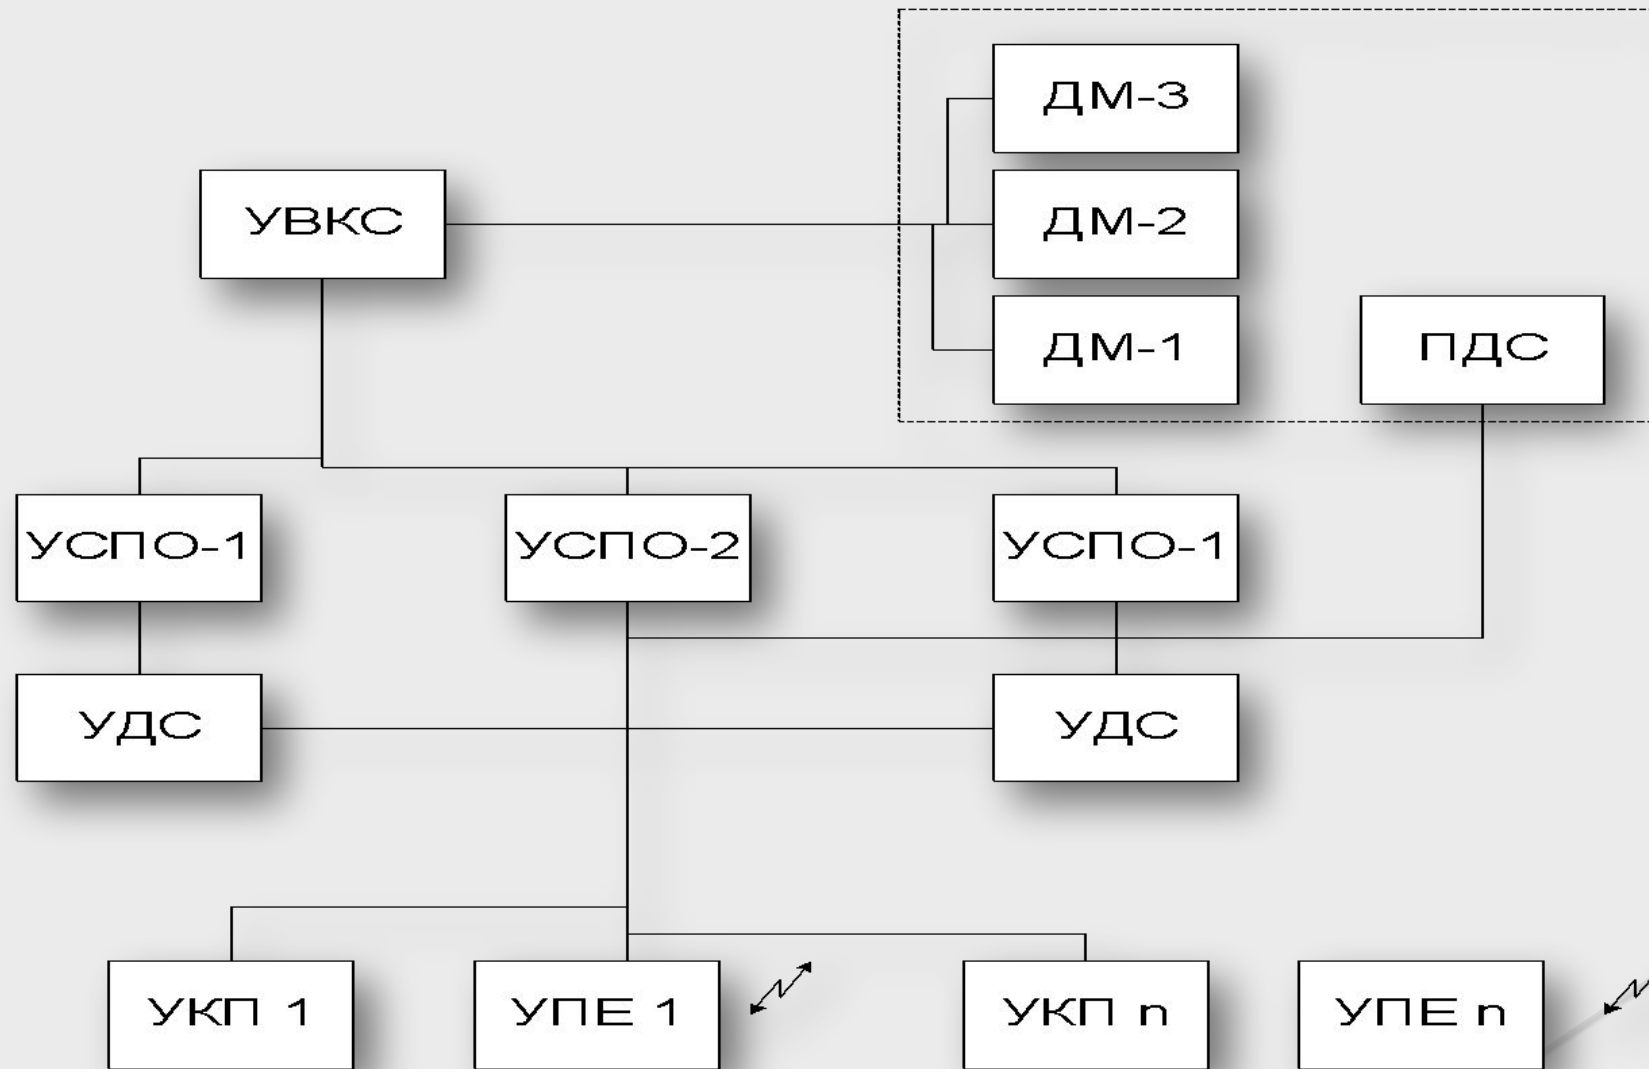 ДМ-3
УВКС
ДМ-2
ДМ-1
ПДС
УСПО-1
УСПО-2
УСПО-1
УДС
УДС
УКП 1
УПЕ 1
УКП n
УПЕ n